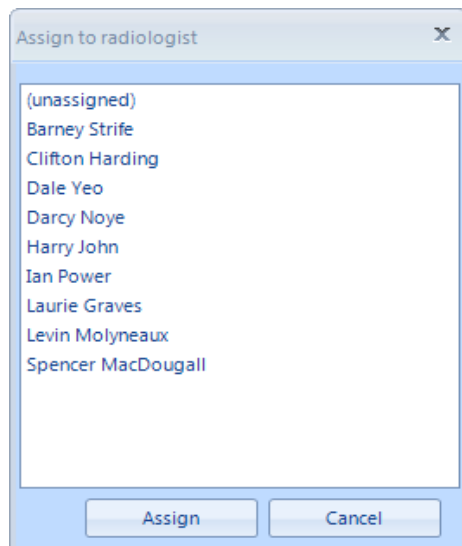 Assign to radiologist
(unassigned)
Barney Strife
Clifton Harding
Dale Yeo
Darcy Noye
Harry John
Ian Power
Laurie Graves
Levin Molyneaux
Spencer MacDougall
Assign Cancel